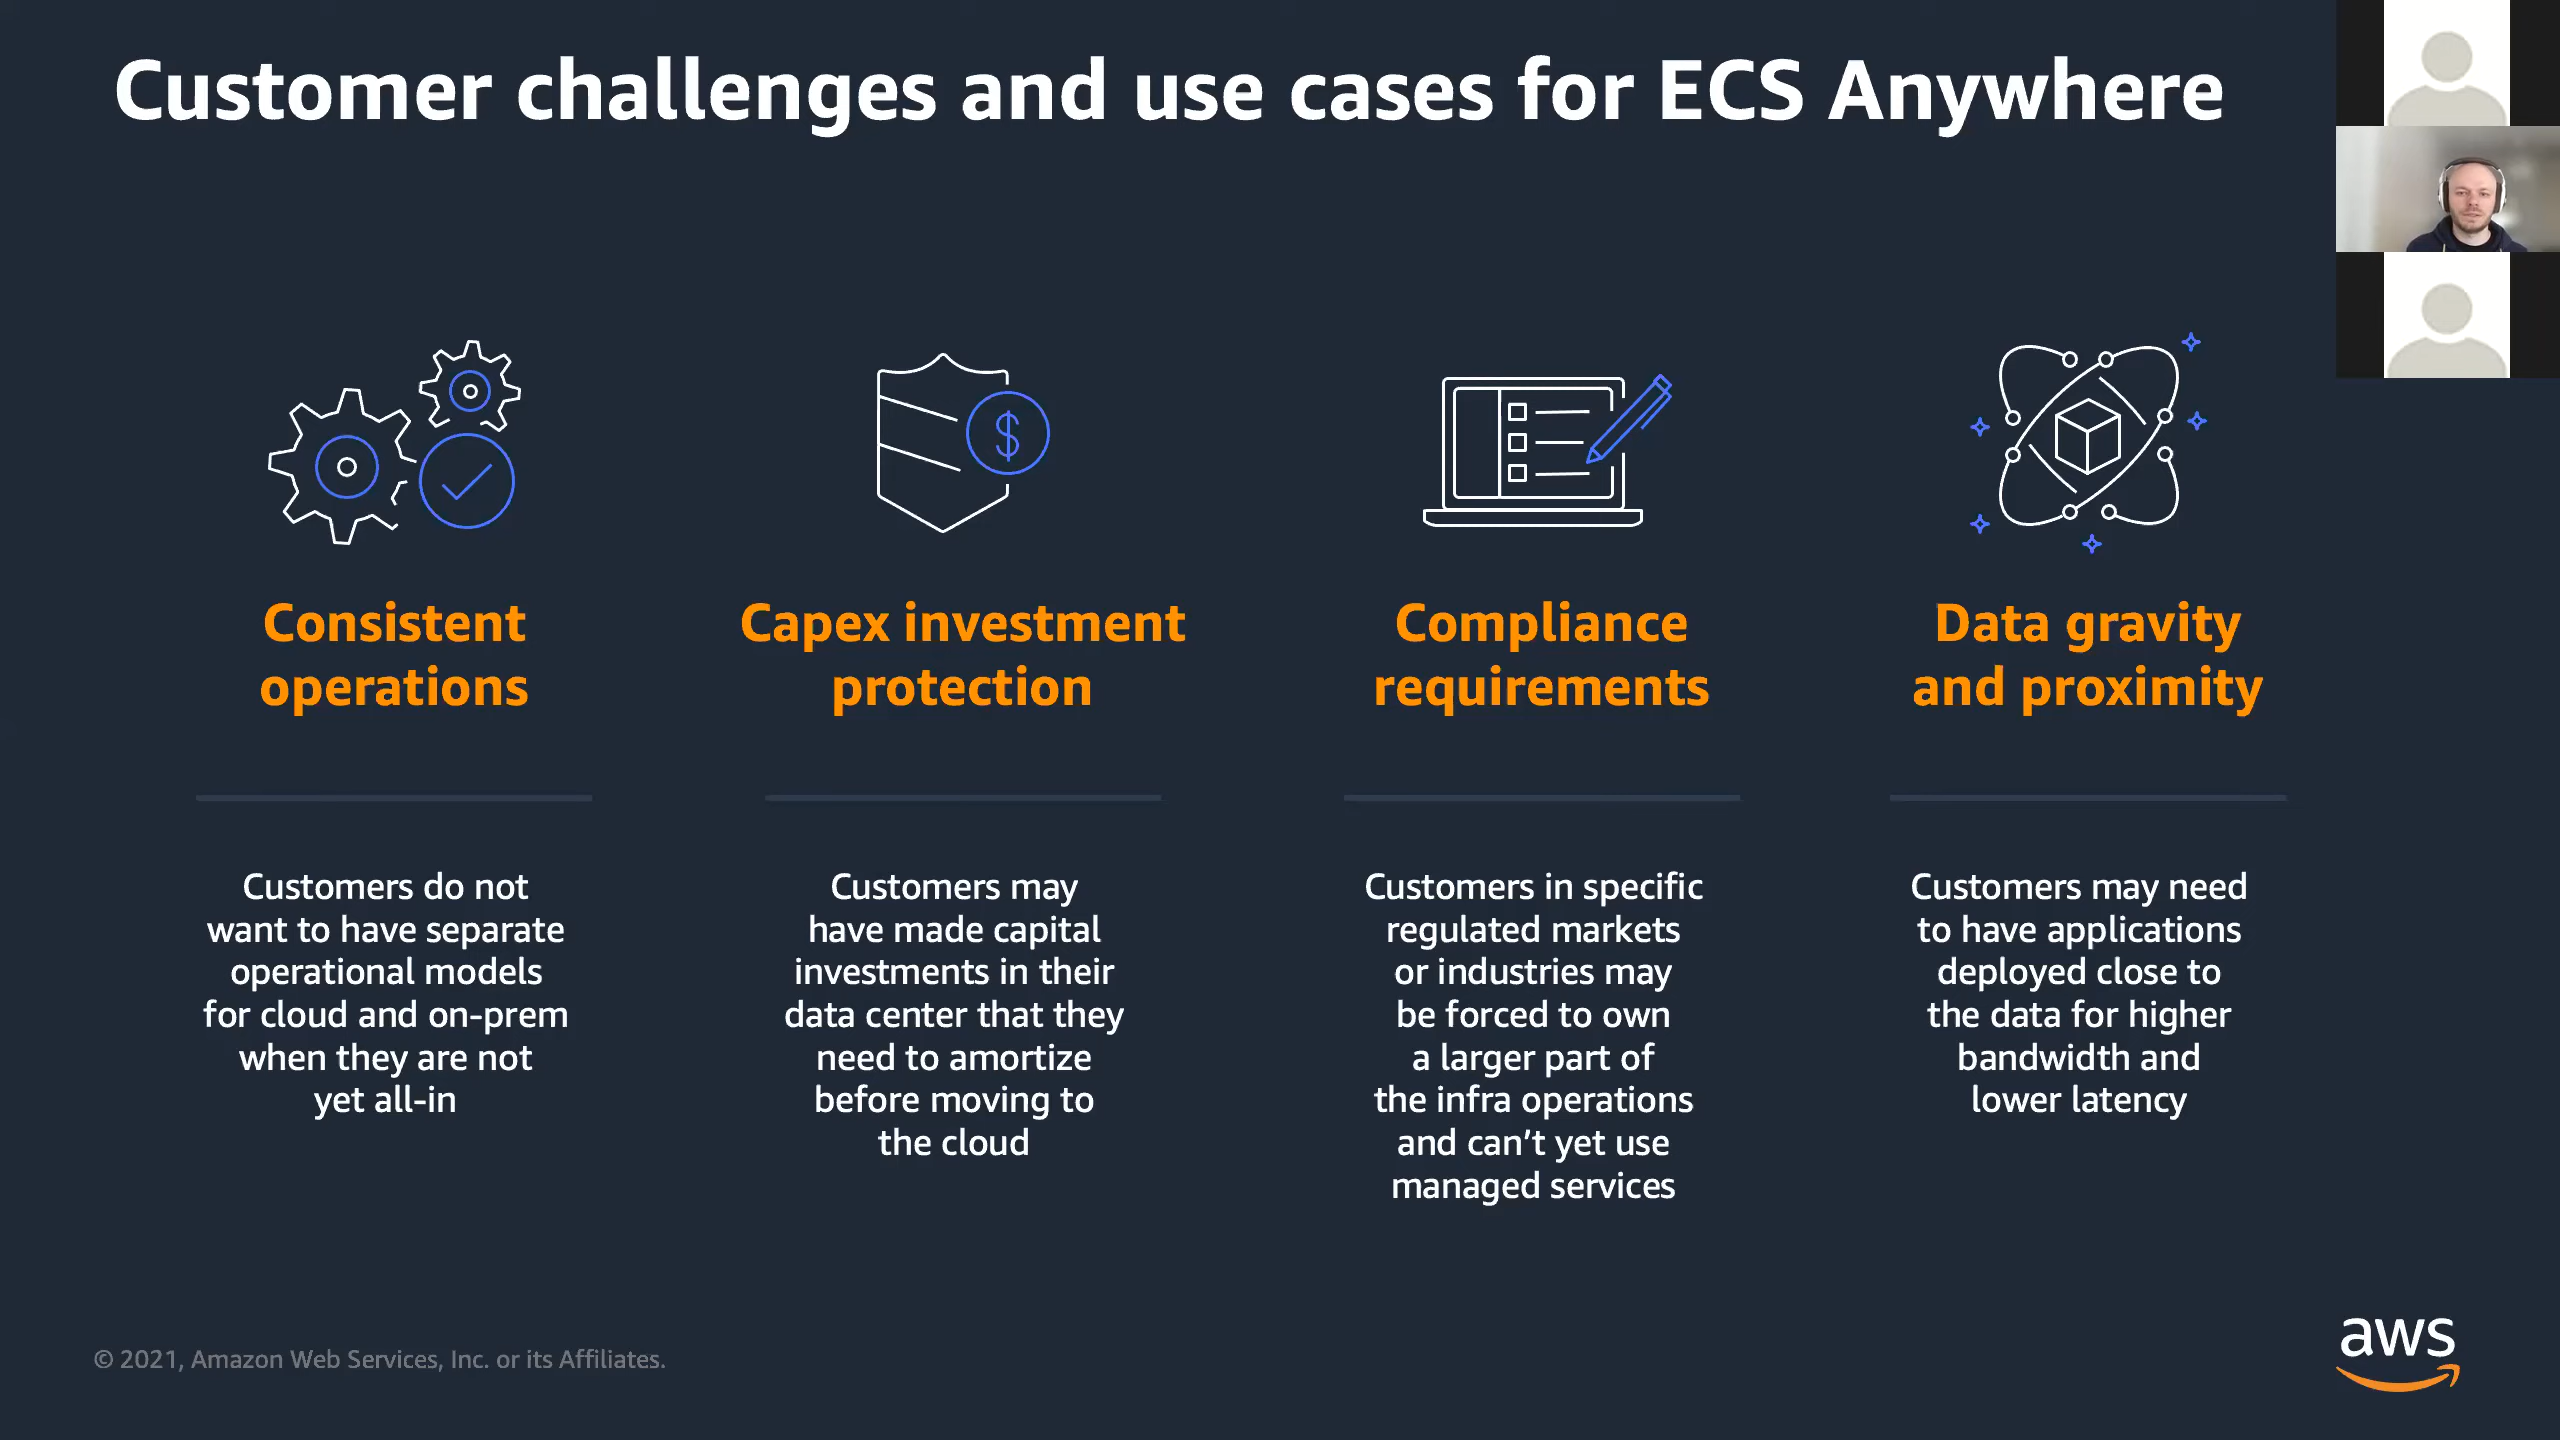 Customer challenges and use cases for ECS Anywhere
$
Consistent
operations
Customers do not
want to have separate
operational models
for cloud and on-prem
when they are not
yet all-in
Capex investment
protection
Customers may
have made capital
investments in their
data center that they
need to amortize
before moving to
the cloud
Compliance
requirements
Customers in specific
regulated markets
or industries may
be forced to own
a larger part of
the infra operations
and can’t yet use
managed services
Data gravity
and proximity
Customers may need
to have applications
deployed close to
the data for higher
bandwidth and
lower latency
© 2021, Amazon Web Services, Inc. or its Affiliates.
aws